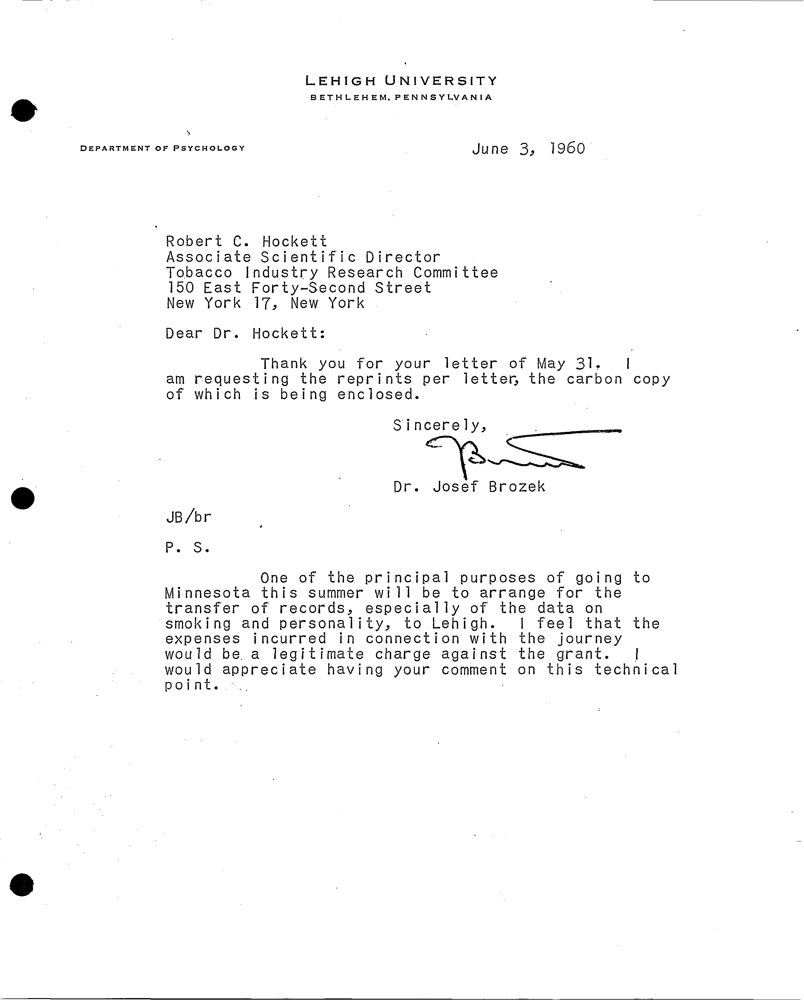 LEHIGH UNIVERSITY
BETHLEHEM, PENNSYLVANIA
DEPARTMENT OF PSYCHOLOGY
June 3, 1960
Robert C. Hockett
Associate Scientific Director
Tobacco Industry Research Committee
150 East Forty-Second Street
New York 17, New York
Dear Dr. Hockett:
Thank you for your letter of May 31. I
am requesting the reprints per letter, the carbon copy
of which is being enclosed.
Sincerely,
Dr. Josef Brozek
JB/br
P. S.
One of the principal purposes of going to
Minnesota this summer will be to arrange for the
transfer of records, especially of the data on
smoking and personality, to Lehigh. I feel that the
expenses incurred in connection with the journey
would be a legitimate charge against the grant. I
would appreciate having your comment on this technical
point.